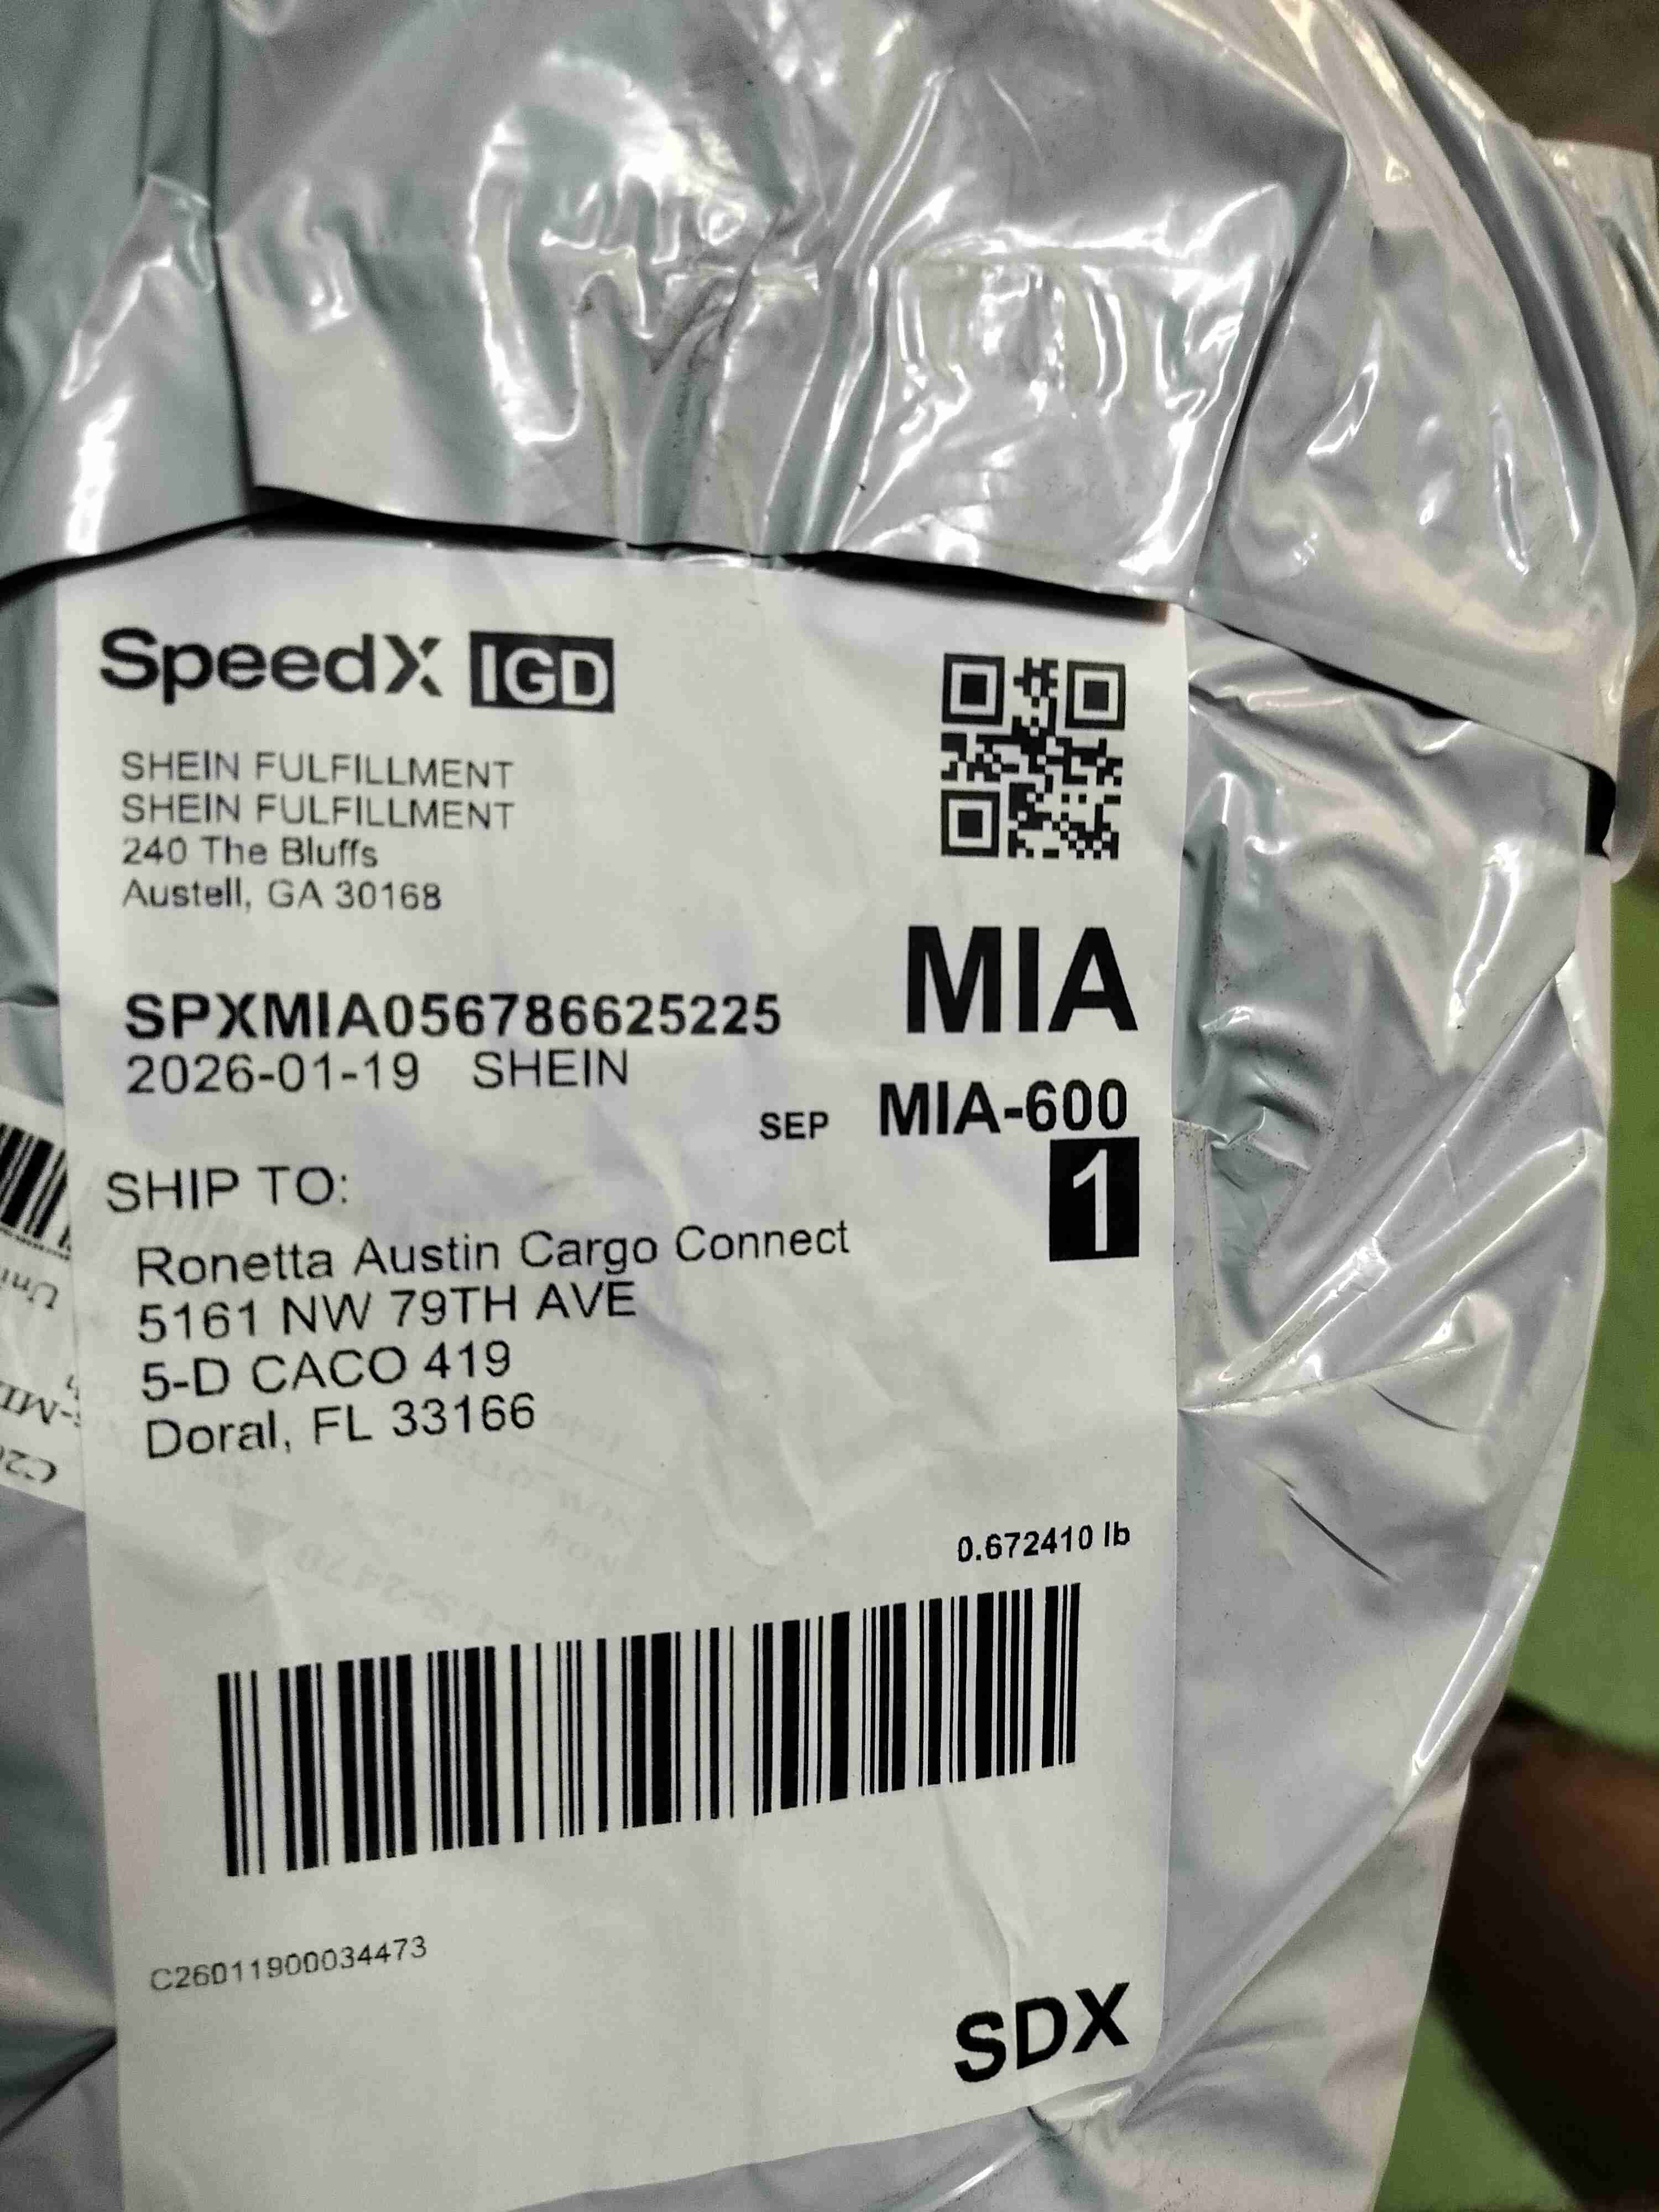 SpeedX IGD
SHEIN FULFILLMENT
SHEIN FULFILLMENT
240 The Bluffs
Austell, GA 30168
MIA
SPXMIA056786625225
2026-01-19 SHEIN
SEP MIA-600
1
SHIP TO:
Ronetta Austin Cargo Connect
5161 NW 79TH AVE
5-D CACO 419
Doral, FL 33166
0.672410 lb
C26011900034473
SDX